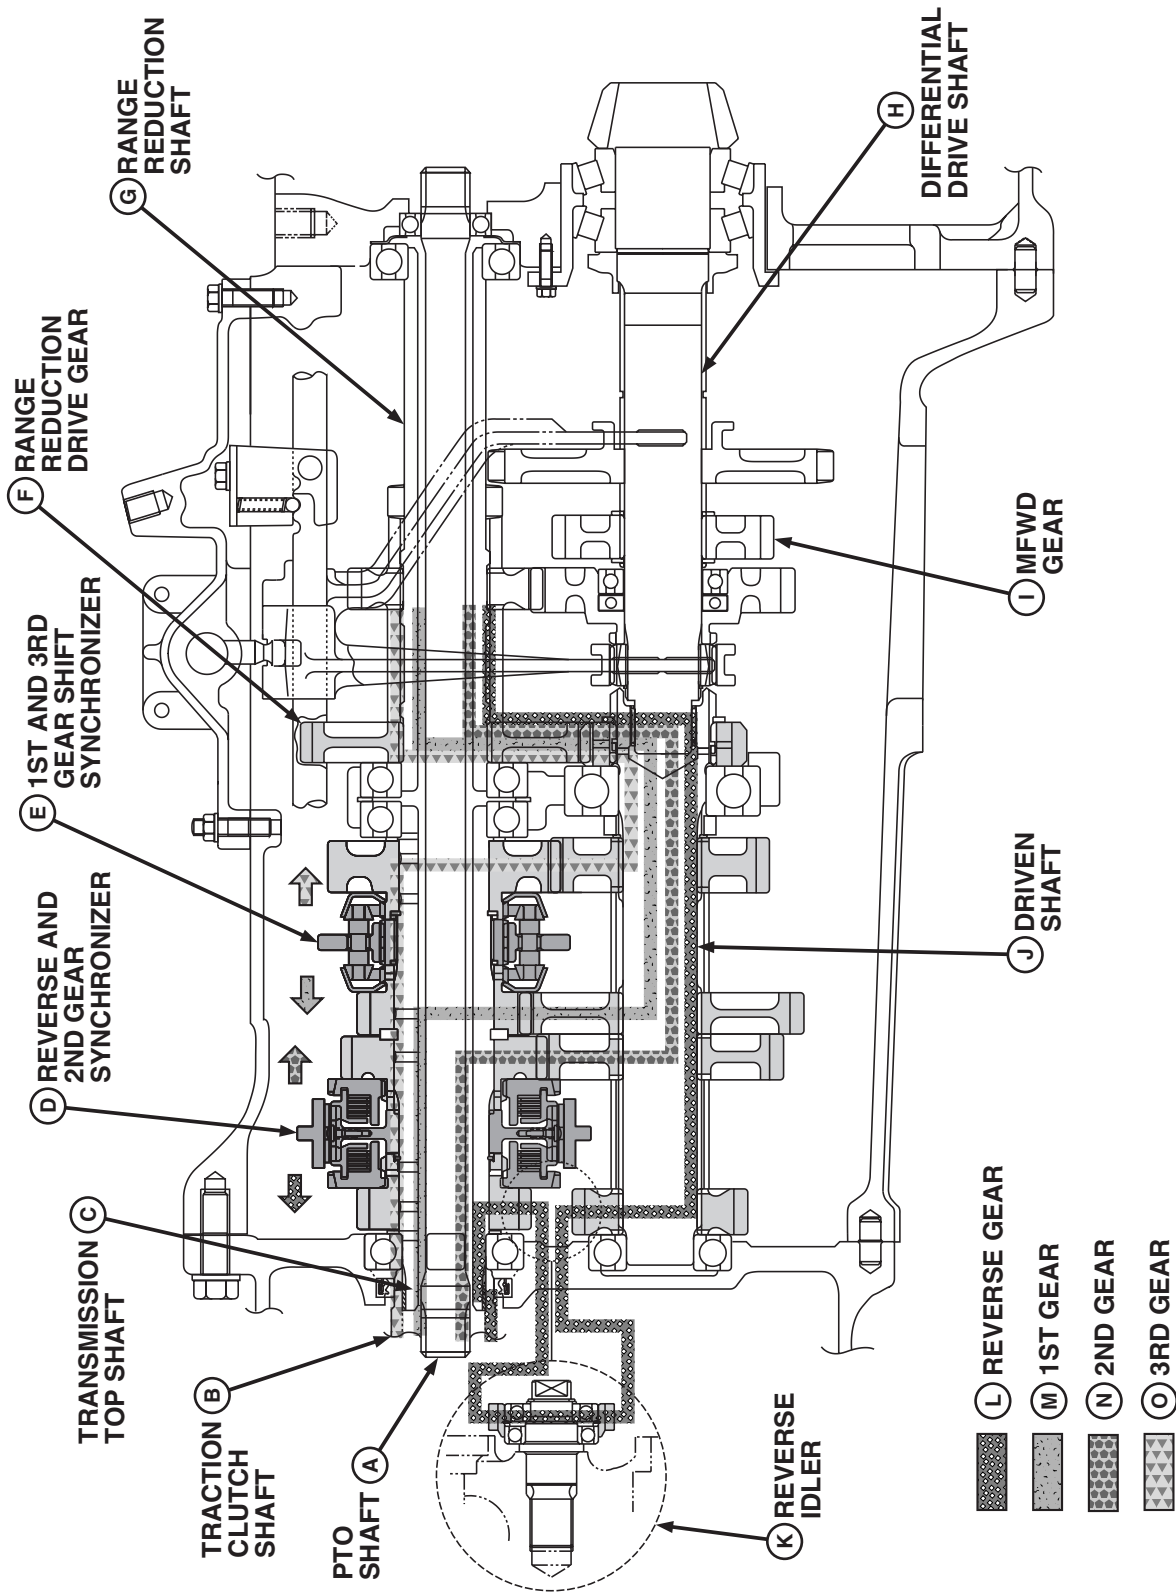 A PTO
SHAFT
B TRACTION
CLUTCH
SHAFT
C TRANSMISSION
TOP SHAFT
D REVERSE AND
2ND GEAR
SYNCHRONIZER
E 1ST AND 3RD
GEAR SHIFT
SYNCHRONIZER
F RANGE
REDUCTION
DRIVE GEAR
G RANGE
REDUCTION
SHAFT
H DIFFERENTIAL
DRIVE SHAFT
I MFWD
GEAR
J DRIVEN
SHAFT
K REVERSE
IDLER
L REVERSE GEAR
M 1ST GEAR
N 2ND GEAR
O 3RD GEAR